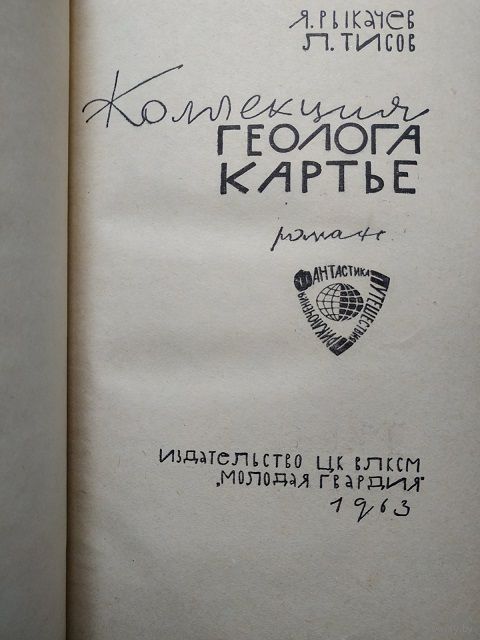 Я. РЫКАЧЕВ
Л. ТИСОВ
Коллекция
ГЕОЛОГА
КАРТЬЕ
роман
ФАНТАСТИКА
ПУТЕШЕСТВИЯ
ПРИКЛЮЧЕНИЯ
ИЗДАТЕЛЬСТВО ЦК ВЛКСМ
„МОЛОДАЯ ГВАРДИЯ"
1963